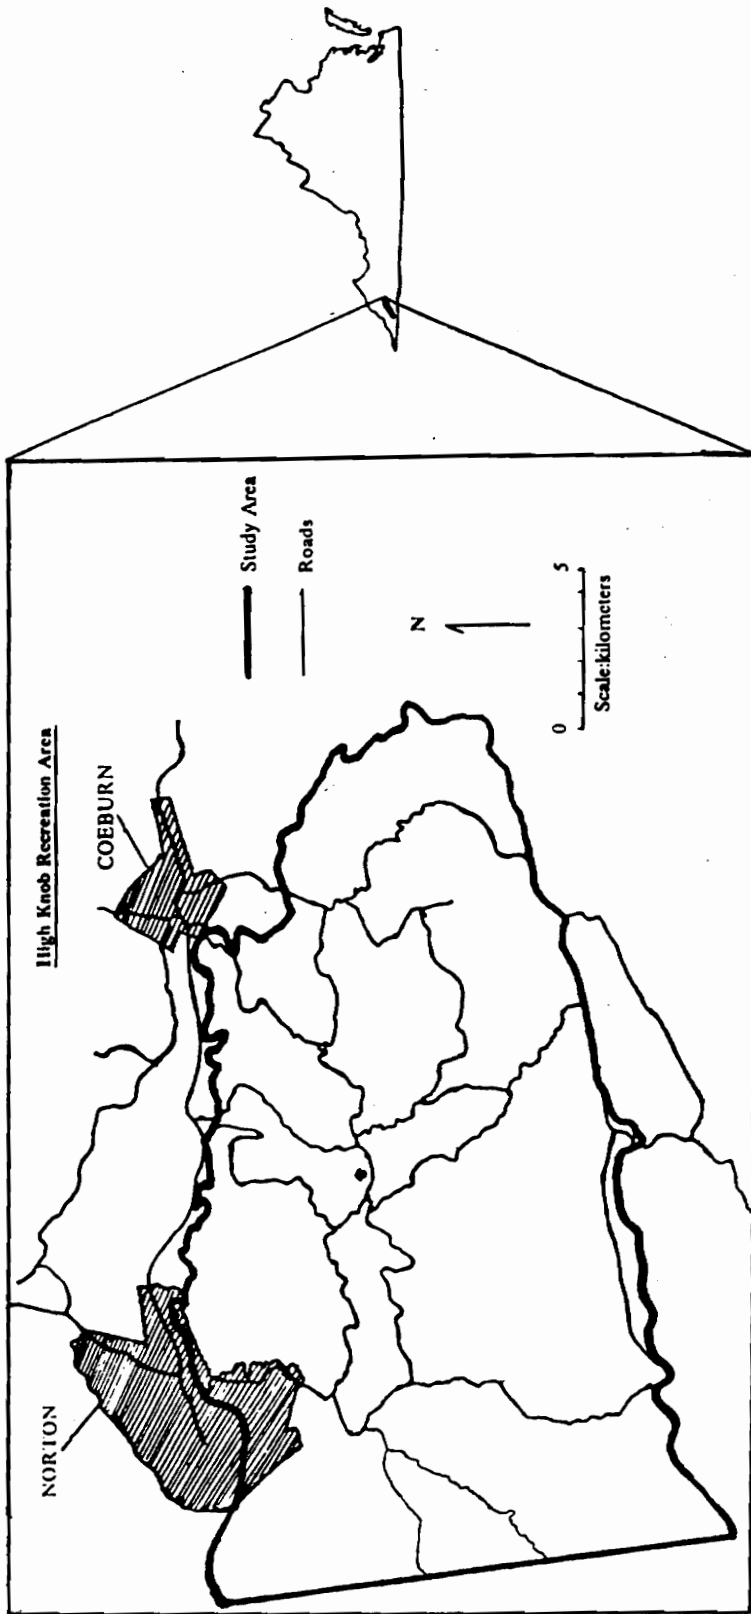 High Knob Recreation Area
NORTON
COEBURN
Study Area
Roads
N
0 5
Scale:kilometers